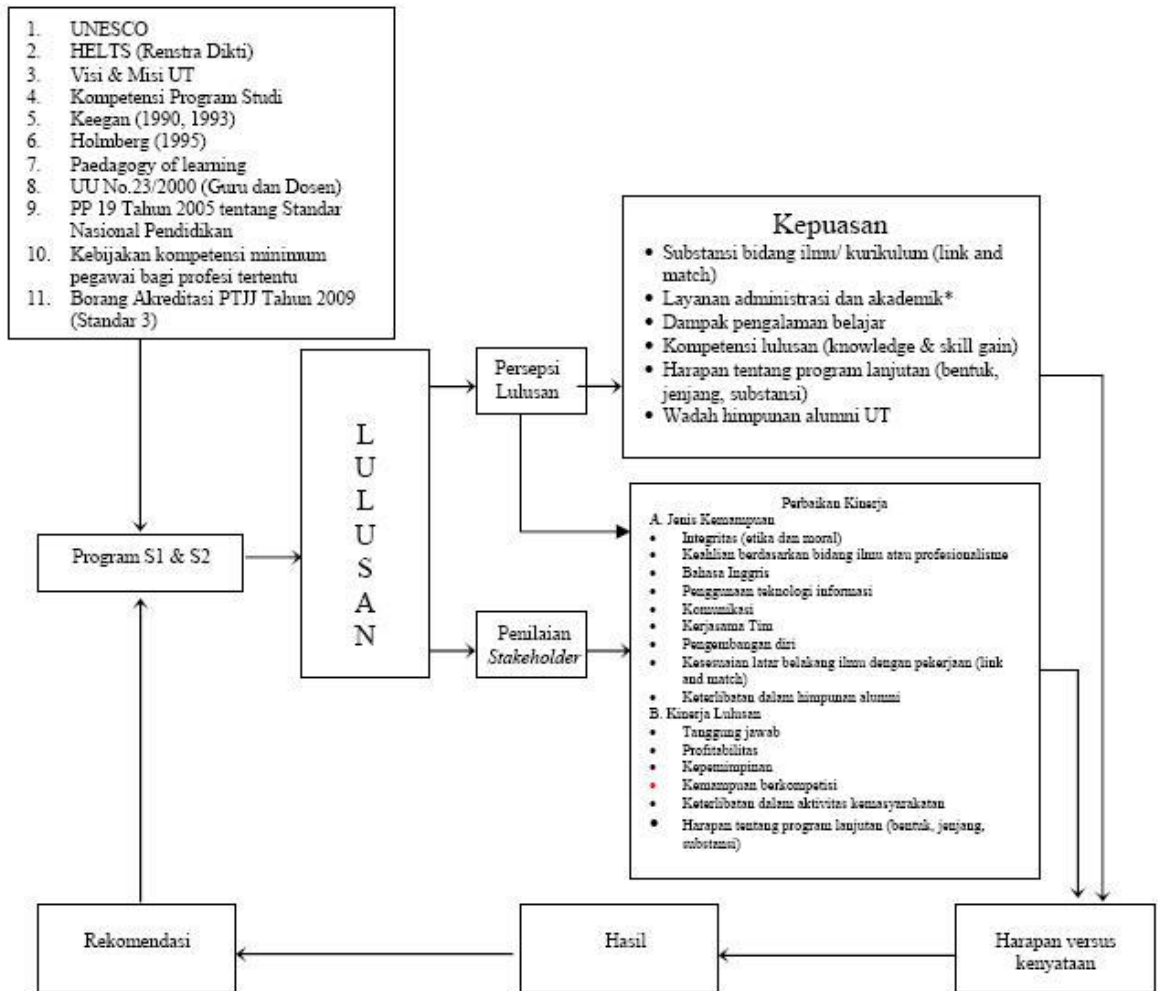 1. UNESCO
2. HELTS (Renstra Dikti)
3. Visi & Misi UT
4. Kompetensi Program Studi
5. Keegan (1990, 1993)
6. Holmberg (1995)
7. Paedagogy of learning
8. UU No.23/2000 (Guru dan Dosen)
9. PP 19 Tahun 2005 tentang Standar
Nasional Pendidikan
10. Kebijakan kompetensi minimum
pegawai bagi profesi tertentu
11. Borang Akreditasi PTJJ Tahun 2009
(Standar 3)
Program S1 & S2
L
U
L
U
S
A
N
Persepsi
Lulusan
Penilaian
Stakeholder
Kepuasan
• Substansi bidang ilmu/ kurikulum (link and
match)
• Layanan administrasi dan akademik*
• Dampak pengalaman belajar
• Kompetensi lulusan (knowledge & skill gain)
• Harapan tentang program lanjutan (bentuk,
jenjang, substansi)
• Wadah himpunan alumni UT
Perbaikan Kinerja
A. Jenis Kemampuan
• Integritas (etika dan moral)
• Keahlian berdasarkan bidang ilmu atau profesionalisme
• Bahasa Inggris
• Penggunaan teknologi informasi
• Komunikasi
• Kerjasama Tim
• Pengembangan diri
• Kesesuaian latar belakang ilmu dengan pekerjaan (link
and match)
• Keterlibatan dalam himpunan alumni
B. Kinerja Lulusan
• Tanggung jawab
• Profitabilitas
• Kepemimpinan
• Kemampuan berkompetisi
• Keterlibatan dalam aktivitas kemasyarakatan
• Harapan tentang program lanjutan (bentuk, jenjang,
substansi)
Harapan versus
kenyataan
Hasil
Rekomendasi